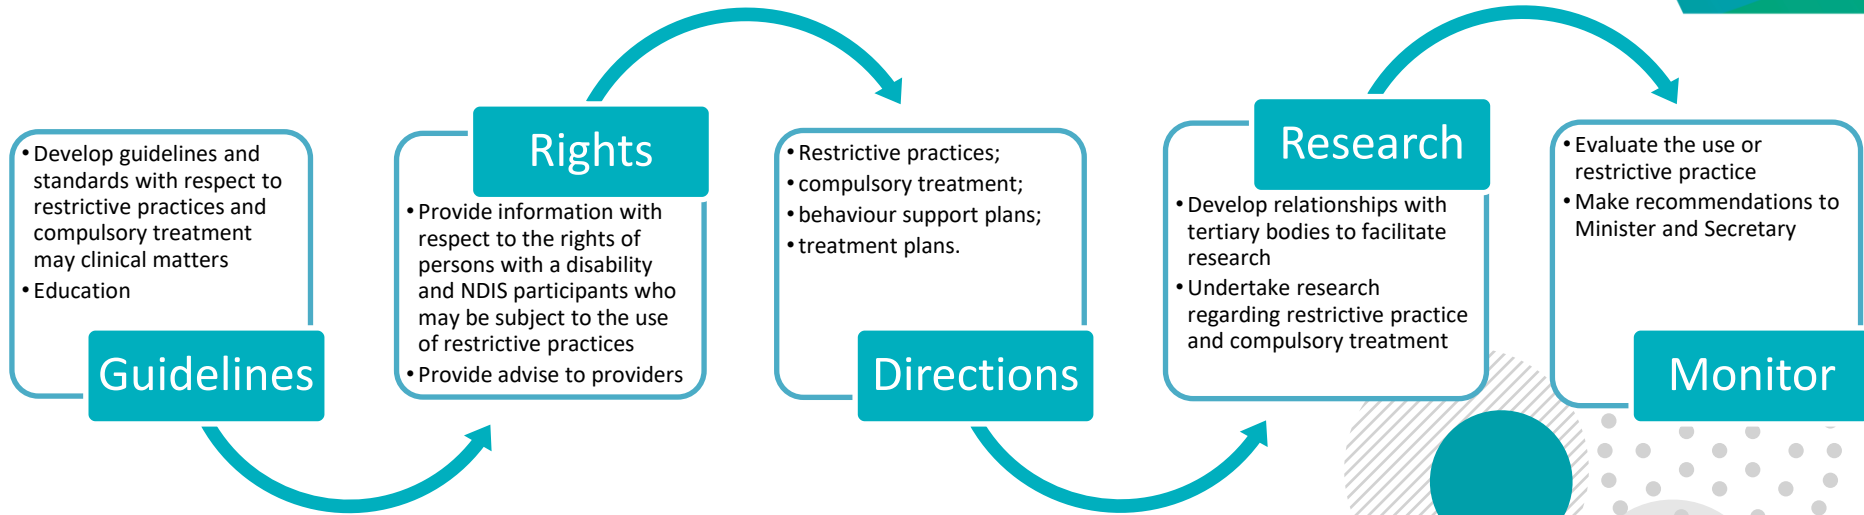 • Develop guidelines and
standards with respect to
restrictive practices and
compulsory treatment
may clinical matters
• Education
Guidelines
Rights
• Provide information with
respect to the rights of
persons with a disability
and NDIS participants who
may be subject to the use
of restrictive practices
• Provide advise to providers
• Restrictive practices;
• compulsory treatment;
• behaviour support plans;
• treatment plans.
Directions
Research
• Develop relationships with
tertiary bodies to facilitate
research
• Undertake research
regarding restrictive practice
and compulsory treatment
• Evaluate the use or
restrictive practice
• Make recommendations to
Minister and Secretary
Monitor